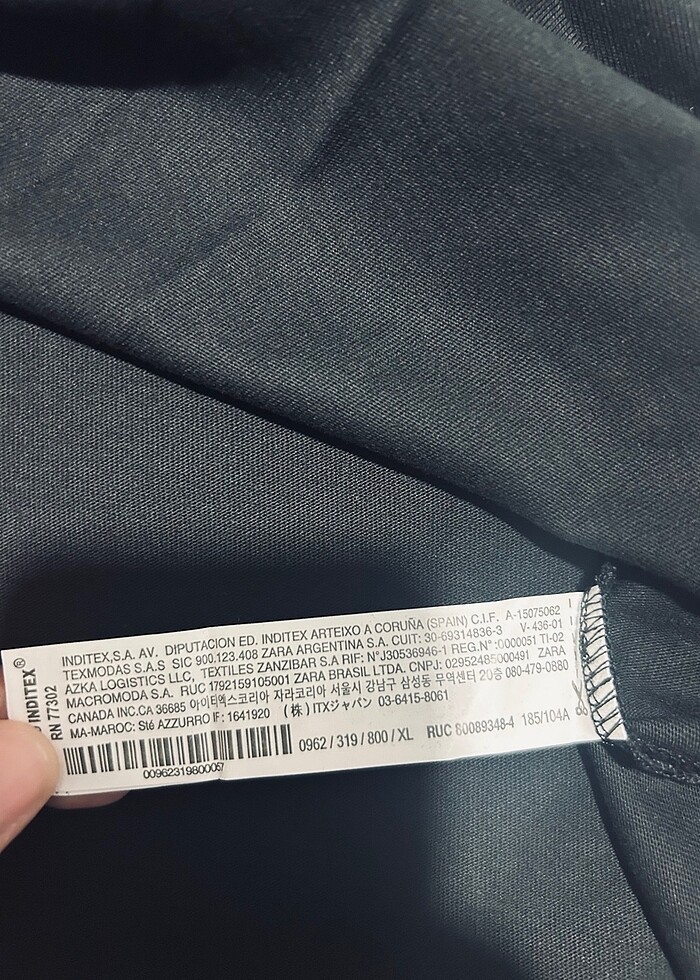 INDITEX®
RN 77302
INDITEX,S.A. AV. DIPUTACION ED. INDITEX ARTEIXO A CORUÑA (SPAIN) C.I.F. A-15075062
TEXMODAS S.A.S SIC 900.123.408 ZARA ARGENTINA S.A. CUIT: 30-69314836-3 V-436-01
AZKA LOGISTICS LLC, TEXTILES ZANZIBAR S.A RIF: NºJ30536946-1 REG.Nº:0000051 TI-02
MACROMODA S.A. RUC 1792159105001 ZARA BRASIL LTDA. CNPJ: 02952485000491 ZARA
CANADA INC.CA 36685 아이티엑스코리아 자라코리아 서울시 강남구 삼성동 무역센터 20층 080-479-0880
MA-MAROC: Sté AZZURRO IF: 1641920 (株) ITXジャパン 03-6415-8061
0962 / 319 / 800 / XL RUC 80089348-4 185/104A
00962319800057